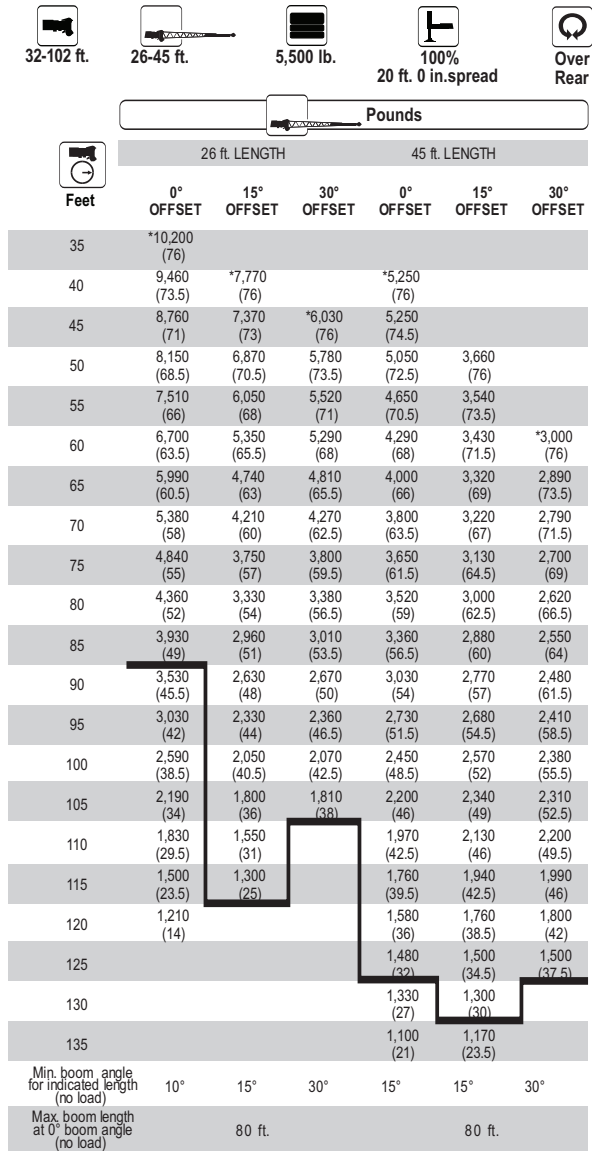 32-102 ft. 26-45 ft. 5,500 lb. 100% Over
20 ft. 0 in.spread Rear
Pounds
26 ft. LENGTH 45 ft. LENGTH
Feet 0° 15° 30° 0° 15° 30°
OFFSET OFFSET OFFSET OFFSET OFFSET OFFSET
35 *10,200
(76)
40 9,460 *7,770 *5,250
(73.5) (76) (76)
45 8,760 7,370 *6,030 5,250
(71) (73) (76) (74.5)
50 8,150 6,870 5,780 5,050 3,660
(68.5) (70.5) (73.5) (72.5) (76)
55 7,510 6,050 5,520 4,650 3,540
(66) (68) (71) (70.5) (73.5)
60 6,700 5,350 5,290 4,290 3,430 *3,000
(63.5) (65.5) (68) (68) (71.5) (76)
65 5,990 4,740 4,810 4,000 3,320 2,890
(60.5) (63) (65.5) (66) (69) (73.5)
70 5,380 4,210 4,270 3,800 3,220 2,790
(58) (60) (62.5) (63.5) (67) (71.5)
75 4,840 3,750 3,800 3,650 3,130 2,700
(55) (57) (59.5) (61.5) (64.5) (69)
80 4,360 3,330 3,380 3,520 3,000 2,620
(52) (54) (56.5) (59) (62.5) (66.5)
85 3,930 2,960 3,010 3,360 2,880 2,550
(49) (51) (53.5) (56.5) (60) (64)
90 3,530 2,630 2,670 3,030 2,770 2,480
(45.5) (48) (50) (54) (57) (61.5)
95 3,030 2,330 2,360 2,730 2,680 2,410
(42) (44) (46.5) (51.5) (54.5) (58.5)
100 2,590 2,050 2,070 2,450 2,570 2,380
(38.5) (40.5) (42.5) (48.5) (52) (55.5)
105 2,190 1,800 1,810 2,200 2,340 2,310
(34) (36) (38) (46) (49) (52.5)
110 1,830 1,550 1,970 2,130 2,200
(29.5) (31) (42.5) (46) (49.5)
115 1,500 1,300 1,760 1,940 1,990
(23.5) (25) (39.5) (42.5) (46)
120 1,210 1,580 1,760 1,800
(14) (36) (38.5) (42)
125 1,480 1,500 1,500
(32) (34.5) (37.5)
130 1,330 1,300
(27) (30)
135 1,100 1,170
(21) (23.5)
Min. boom angle
for indicated length 10° 15° 30° 15° 15° 30°
(no load)
Max. boom length
at 0° boom angle 80 ft. 80 ft.
(no load)